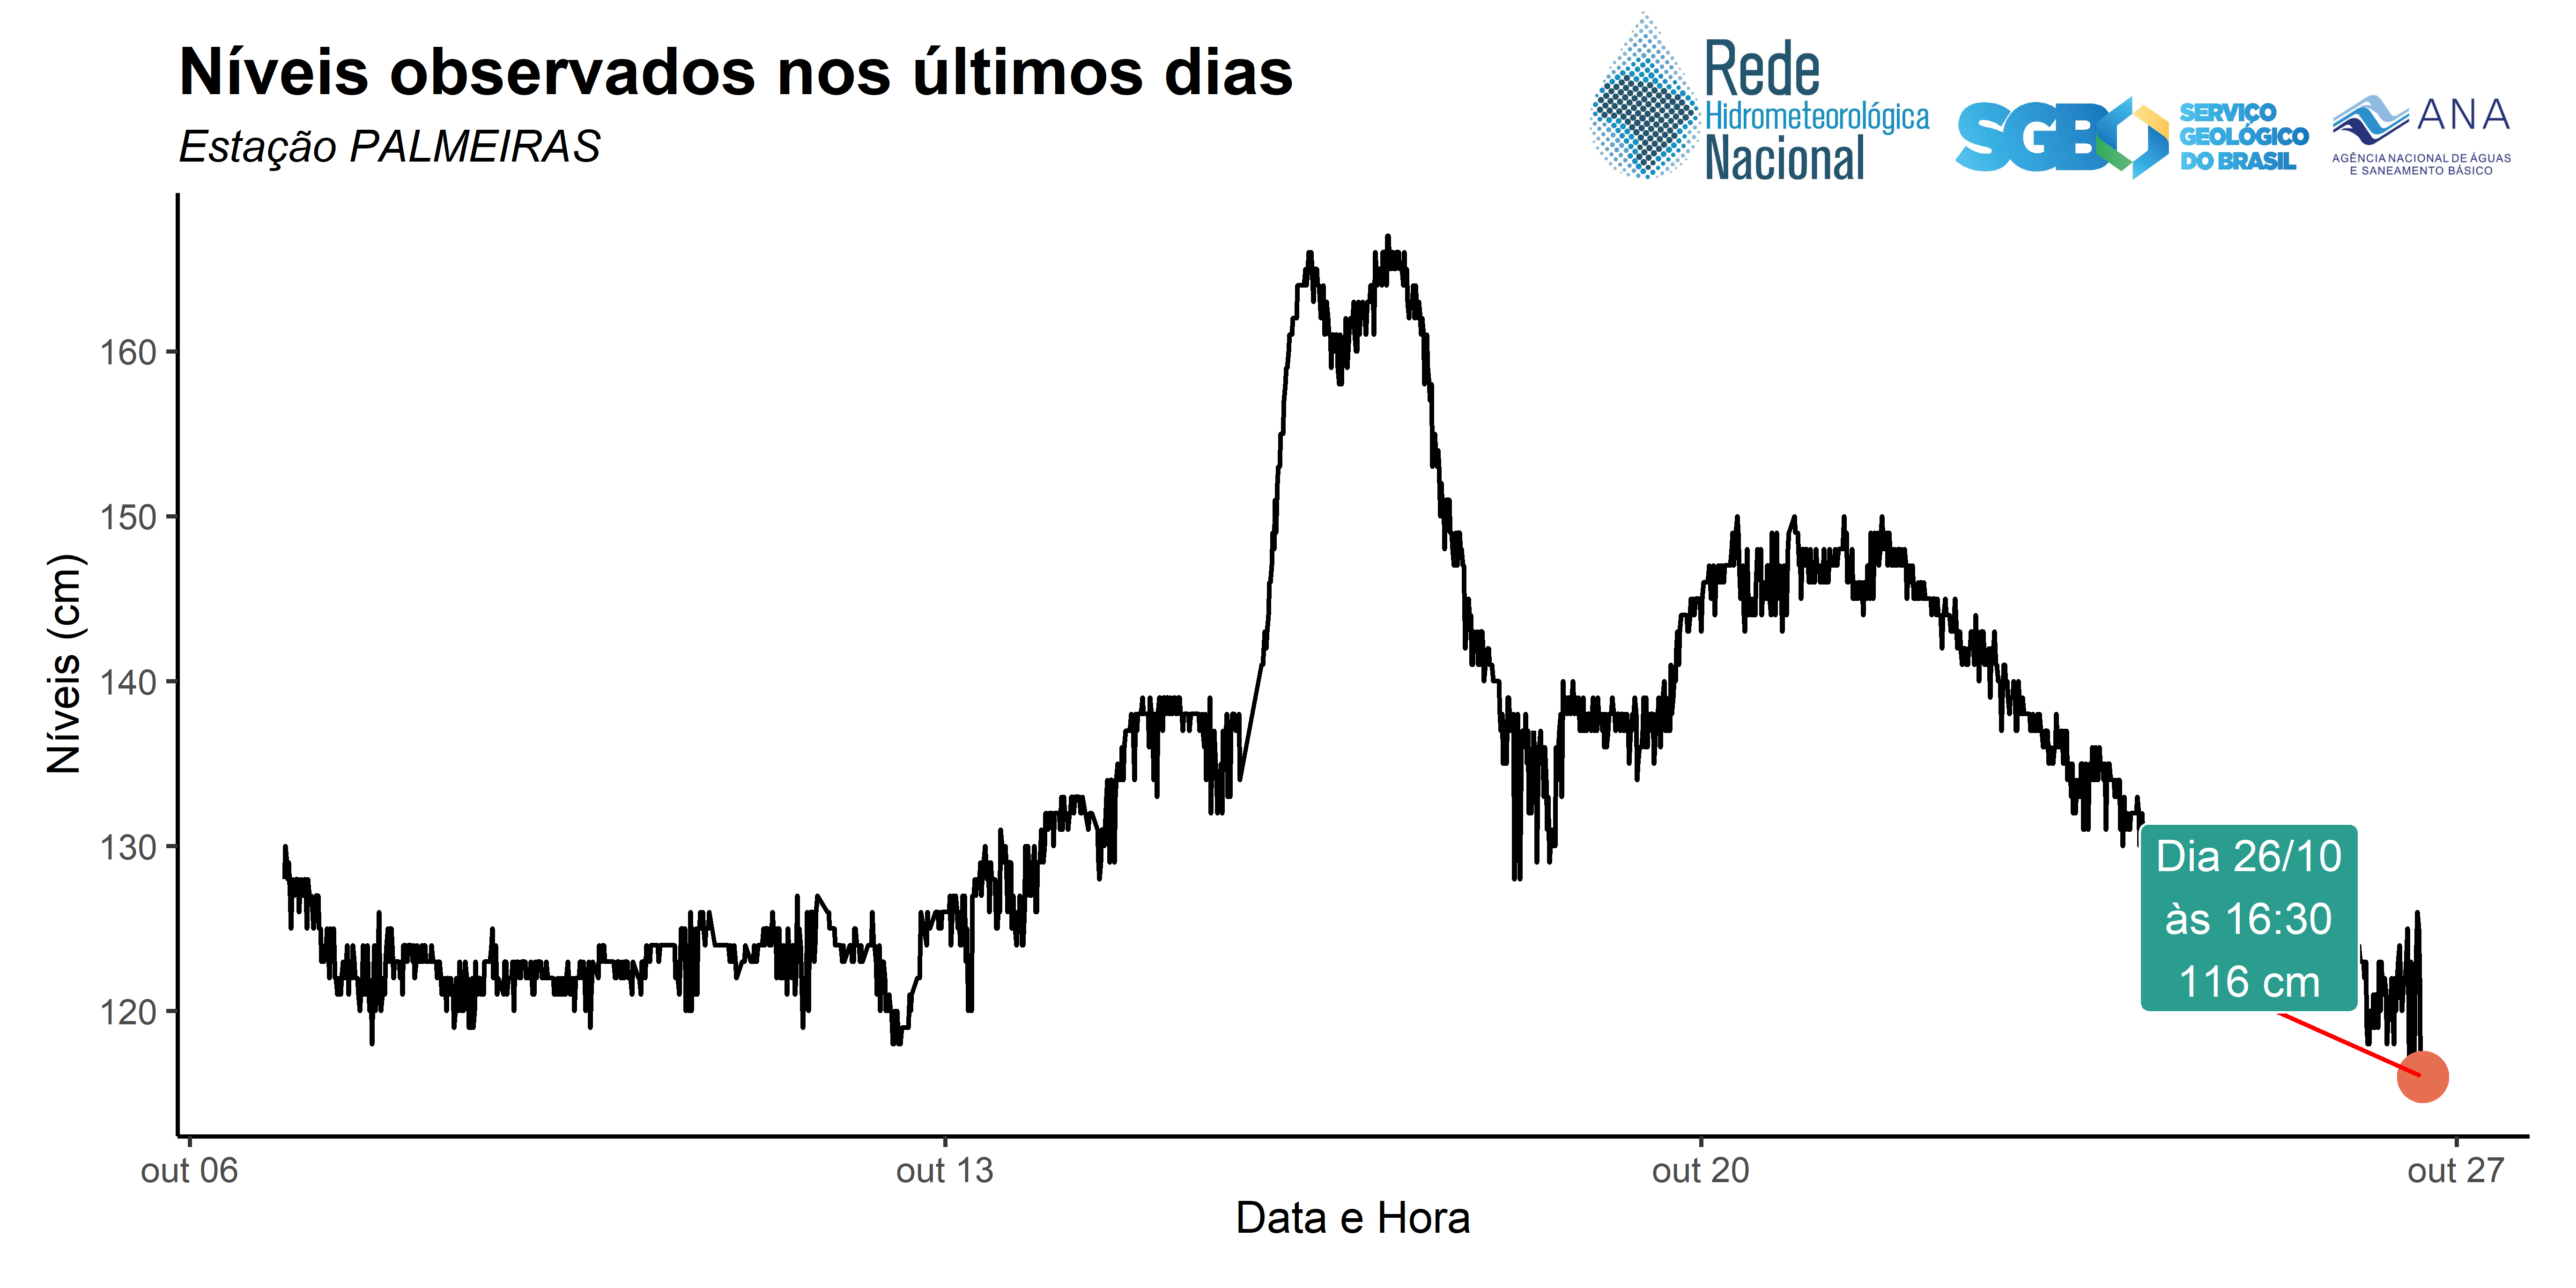 Níveis observados nos últimos dias
Estação PALMEIRAS
Rede
Hidrometeorológica
Nacional
SGB
SERVIÇO
GEOLÓGICO
DO BRASIL
ANA
AGÊNCIA NACIONAL DE ÁGUAS
E SANEAMENTO BÁSICO
Níveis (cm)
160
150
140
130
120
Dia 26/10
às 16:30
116 cm
out 06
out 13
out 20
out 27
Data e Hora